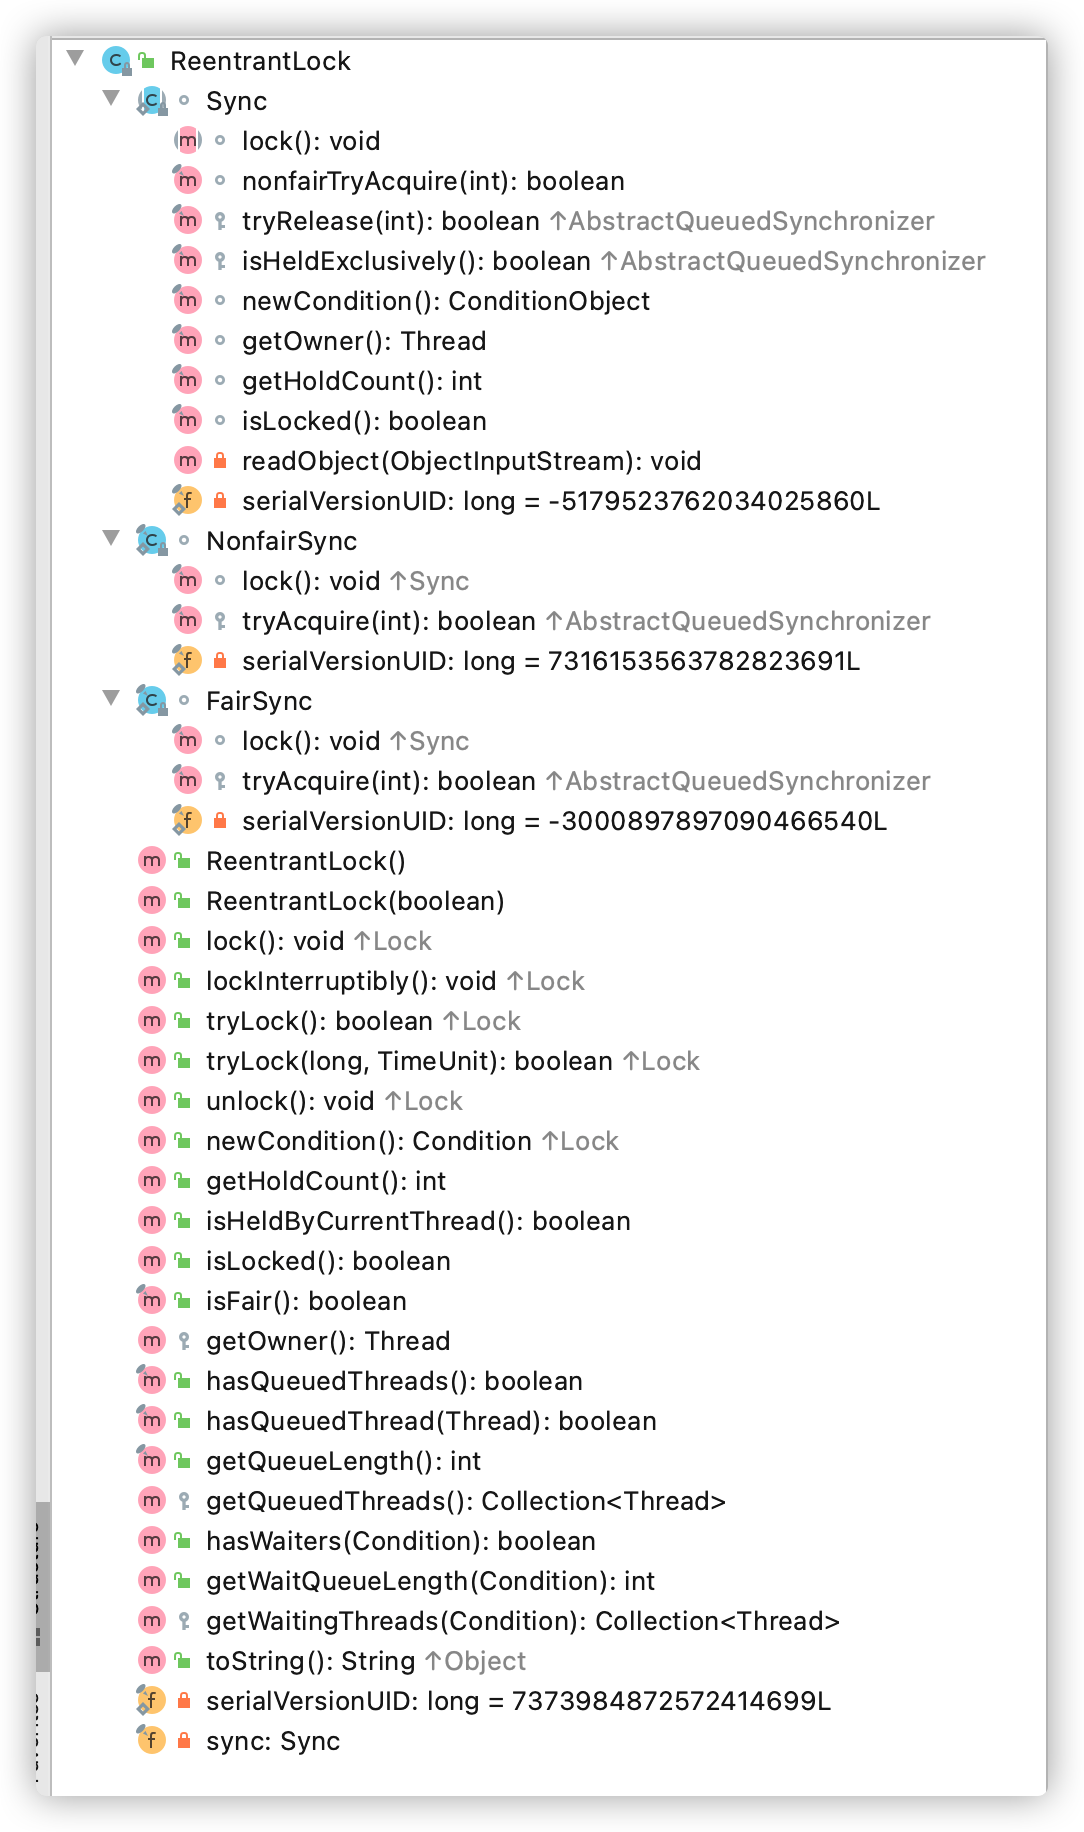 ReentrantLock
Sync
lock(): void
nonfairTryAcquire(int): boolean
tryRelease(int): boolean ↑AbstractQueuedSynchronizer
isHeldExclusively(): boolean ↑AbstractQueuedSynchronizer
newCondition(): ConditionObject
getOwner(): Thread
getHoldCount(): int
isLocked(): boolean
readObject(ObjectInputStream): void
serialVersionUID: long = -5179523762034025860L
NonfairSync
lock(): void ↑Sync
tryAcquire(int): boolean ↑AbstractQueuedSynchronizer
serialVersionUID: long = 7316153563782823691L
FairSync
lock(): void ↑Sync
tryAcquire(int): boolean ↑AbstractQueuedSynchronizer
serialVersionUID: long = -3000897897090466540L
ReentrantLock()
ReentrantLock(boolean)
lock(): void ↑Lock
lockInterruptibly(): void ↑Lock
tryLock(): boolean ↑Lock
tryLock(long, TimeUnit): boolean ↑Lock
unlock(): void ↑Lock
newCondition(): Condition ↑Lock
getHoldCount(): int
isHeldByCurrentThread(): boolean
isLocked(): boolean
isFair(): boolean
getOwner(): Thread
hasQueuedThreads(): boolean
hasQueuedThread(Thread): boolean
getQueueLength(): int
getQueuedThreads(): Collection<Thread>
hasWaiters(Condition): boolean
getWaitQueueLength(Condition): int
getWaitingThreads(Condition): Collection<Thread>
toString(): String ↑Object
serialVersionUID: long = 7373984872572414699L
sync: Sync